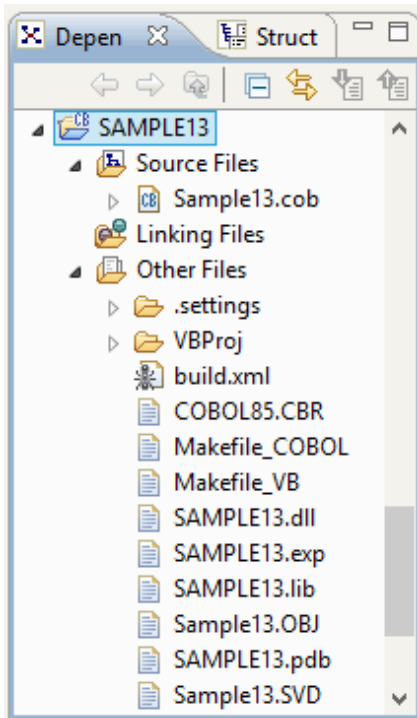 Depen Struct
SAMPLE13
Source Files
Sample13.cob
Linking Files
Other Files
.settings
VBProj
build.xml
COBOL85.CBR
Makefile_COBOL
Makefile_VB
SAMPLE13.dll
SAMPLE13.exp
SAMPLE13.lib
Sample13.OBJ
SAMPLE13.pdb
Sample13.SVD